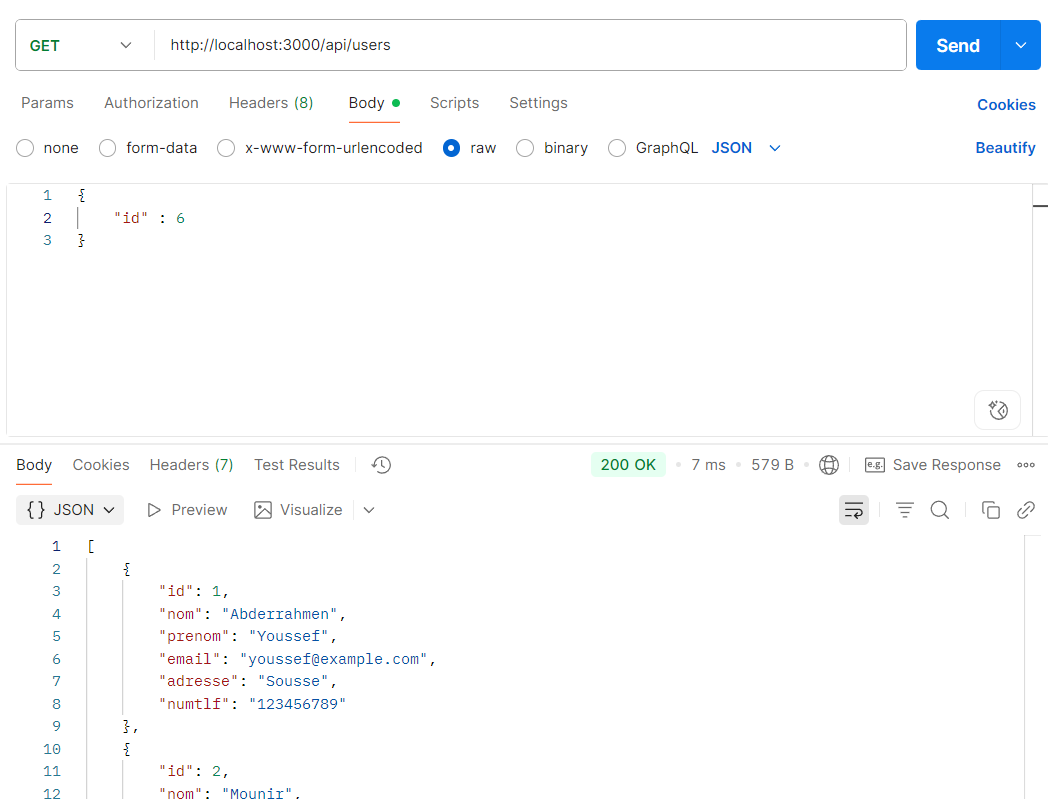 GET http://localhost:3000/api/users Send
Params Authorization Headers (8) Body Scripts Settings Cookies
none form-data x-www-form-urlencoded raw binary GraphQL JSON Beautify
1 {
2 "id" : 6
3 }
Body Cookies Headers (7) Test Results 200 OK 7 ms 579 B e.g. Save Response
{} JSON Preview Visualize
1 [
2 {
3 "id": 1,
4 "nom": "Abderrahmen",
5 "prenom": "Youssef",
6 "email": "youssef@example.com",
7 "adresse": "Sousse",
8 "numtlf": "123456789"
9 },
10 {
11 "id": 2,
12 "nom": "Mounir",